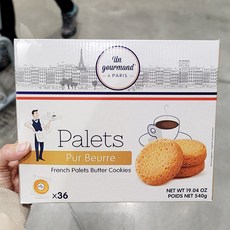 Un
gourmand
À PARIS
Palets
Pur Beurre
French Palets Butter Cookies
x36
NET WT 19.04 OZ
POIDS NET 540g